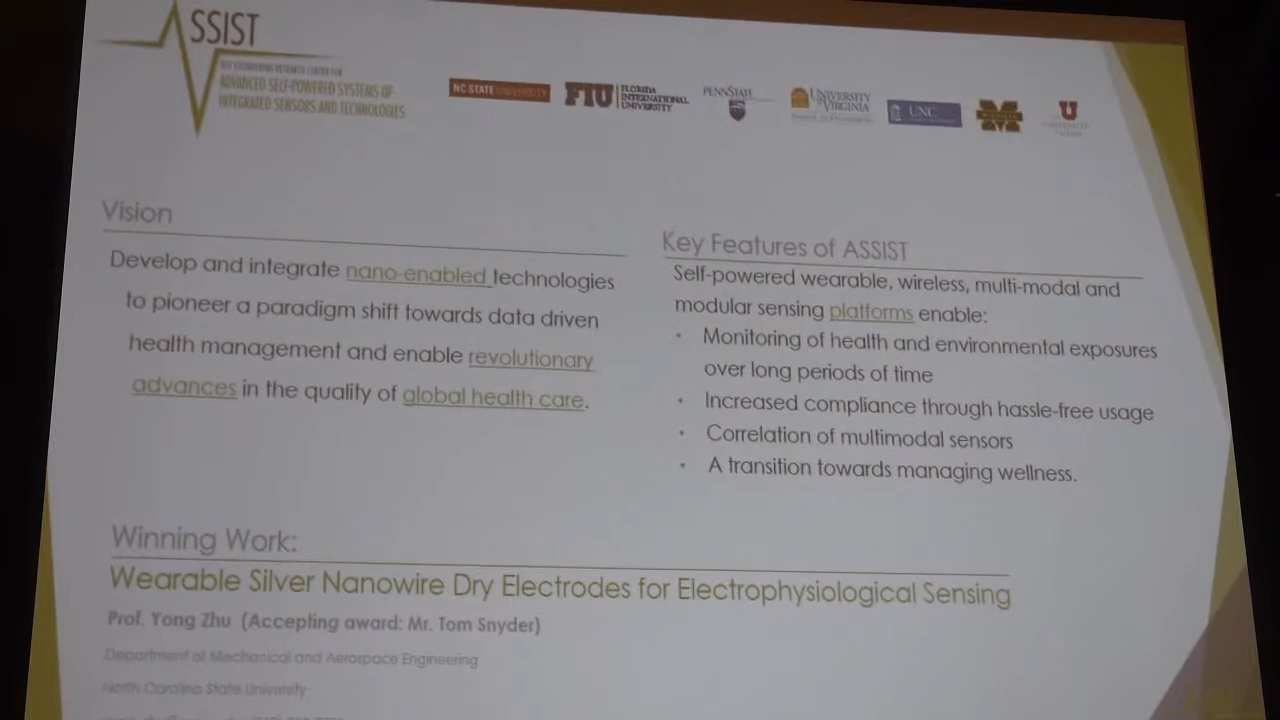 ASSIST
ADVANCED SELF-POWERED SYSTEMS OF
INTEGRATED SENSORS AND TECHNOLOGIES
NC STATE UNIVERSITY
FIU FLORIDA INTERNATIONAL UNIVERSITY
PENNSTATE
UNIVERSITY of VIRGINIA
UNC
M
U
UNIVERSITY
Vision
Develop and integrate nano-enabled technologies
to pioneer a paradigm shift towards data driven
health management and enable revolutionary
advances in the quality of global health care.
Key Features of ASSIST
Self-powered wearable, wireless, multi-modal and
modular sensing platforms enable:
• Monitoring of health and environmental exposures
over long periods of time
• Increased compliance through hassle-free usage
• Correlation of multimodal sensors
• A transition towards managing wellness.
Winning Work:
Wearable Silver Nanowire Dry Electrodes for Electrophysiological Sensing
Prof. Yong Zhu (Accepting award: Mr. Tom Snyder)
Department of Mechanical and Aerospace Engineering
North Carolina State University